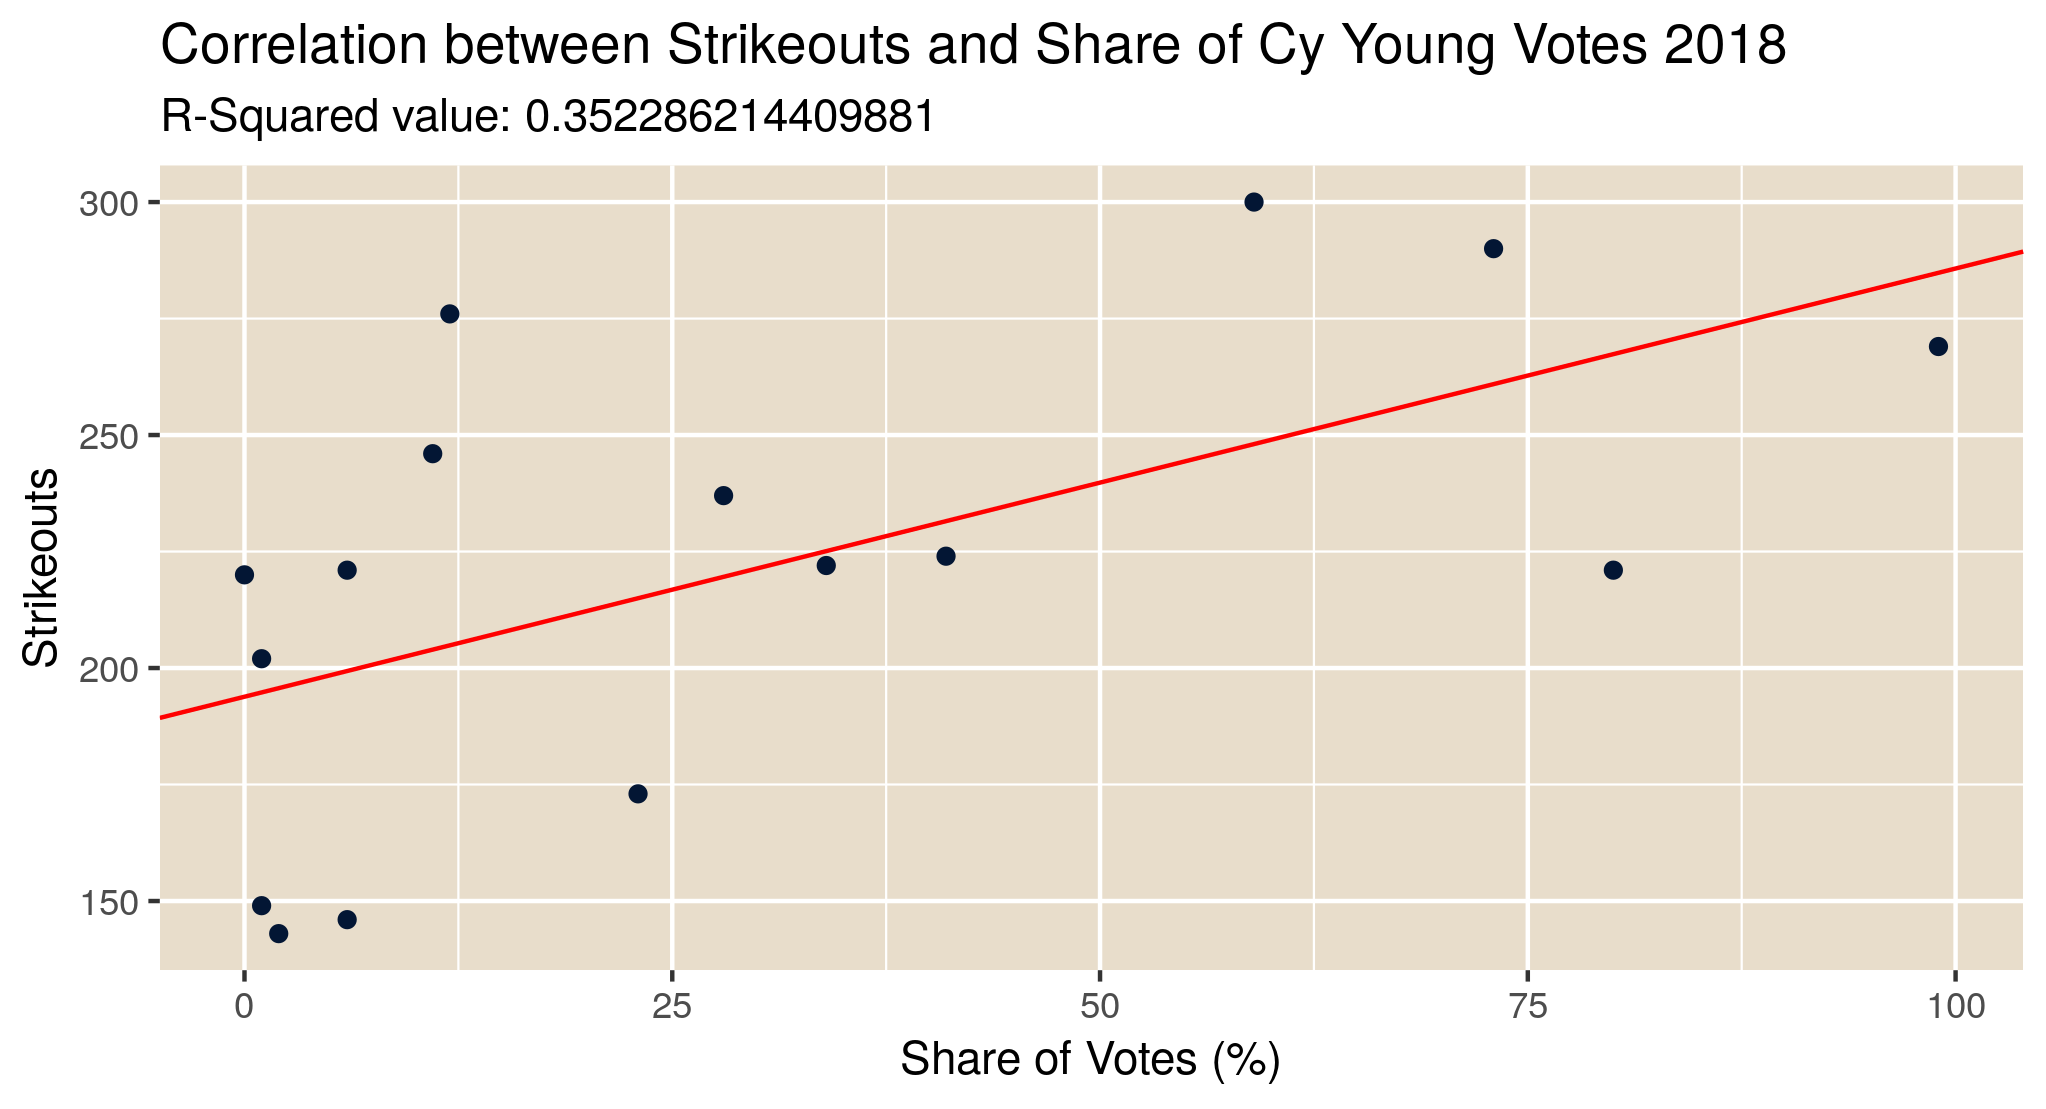 Correlation between Strikeouts and Share of Cy Young Votes 2018
R-Squared value: 0.352286214409881
300
250
200
150
Strikeouts
0 25 50 75 100
Share of Votes (%)